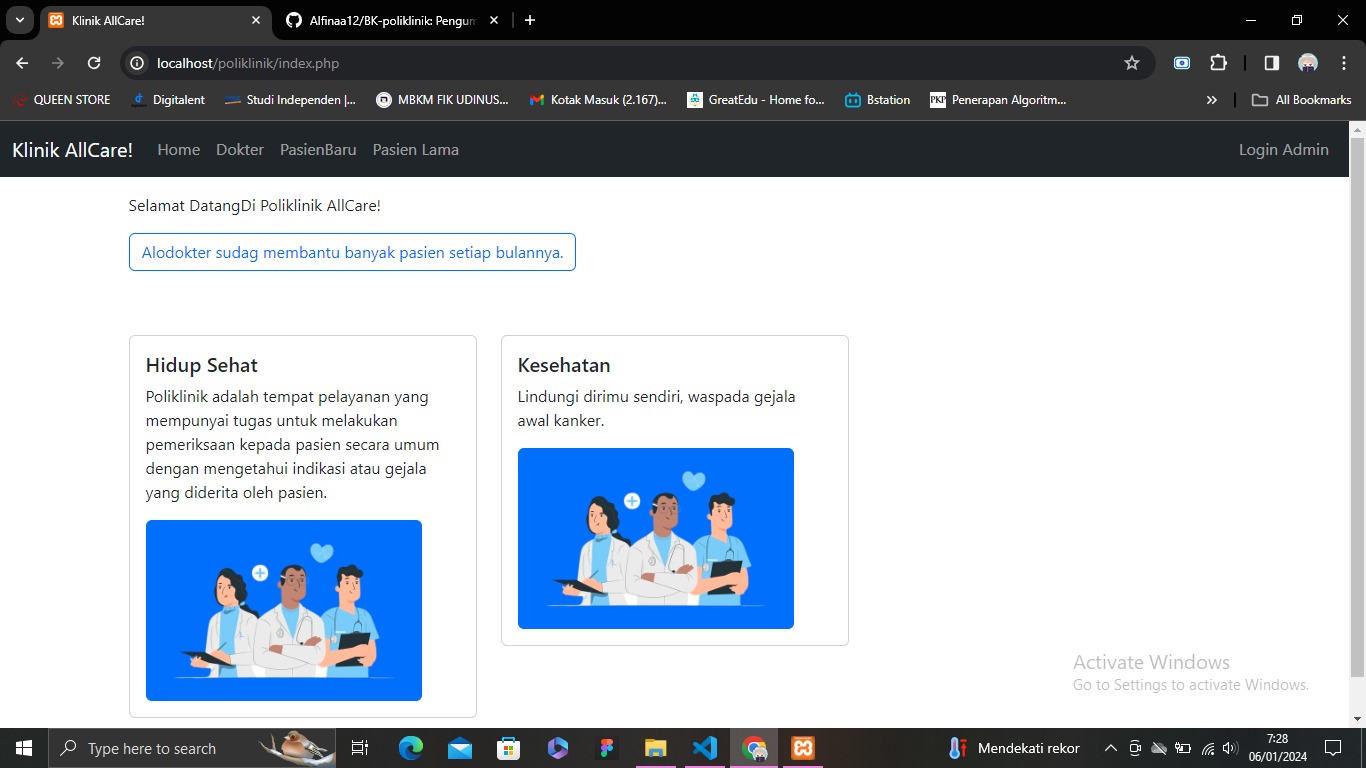 Klinik AllCare!
Alfinaa12/BK-poliklinik: Pengum
localhost/poliklinik/index.php
QUEEN STORE Digitalent Studi Independen |... MBKM FIK UDINUS... Kotak Masuk (2.167)... GreatEdu - Home fo... Bstation PKP Penerapan Algoritm... » All Bookmarks
Klinik AllCare! Home Dokter PasienBaru Pasien Lama Login Admin
Selamat DatangDi Poliklinik AllCare!
Alodokter sudag membantu banyak pasien setiap bulannya.
Hidup Sehat
Poliklinik adalah tempat pelayanan yang
mempunyai tugas untuk melakukan
pemeriksaan kepada pasien secara umum
dengan mengetahui indikasi atau gejala
yang diderita oleh pasien.
Kesehatan
Lindungi dirimu sendiri, waspada gejala
awal kanker.
Activate Windows
Go to Settings to activate Windows.
Type here to search
Mendekati rekor
7:28
06/01/2024